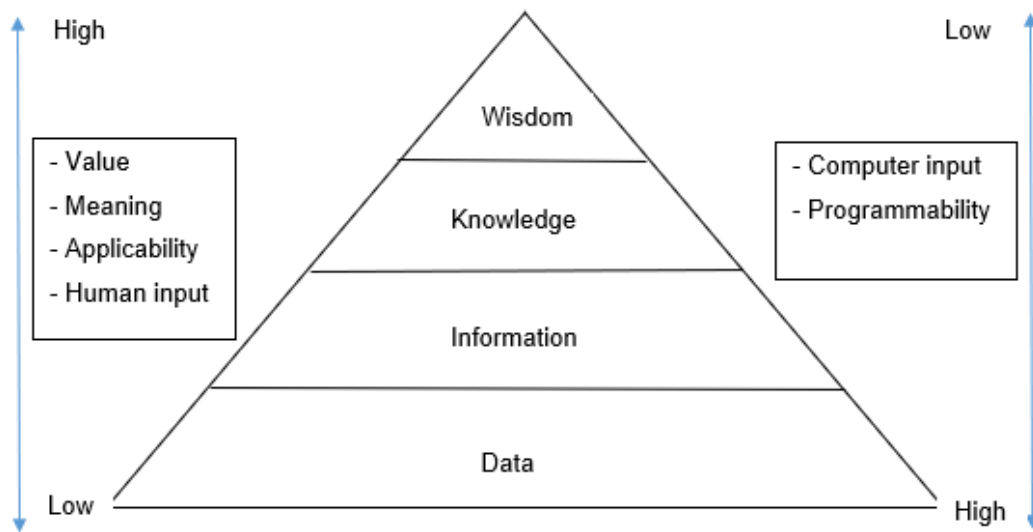 High
Low
Wisdom
- Value
- Meaning
- Applicability
- Human input
- Computer input
- Programmability
Knowledge
Information
Data
Low
High